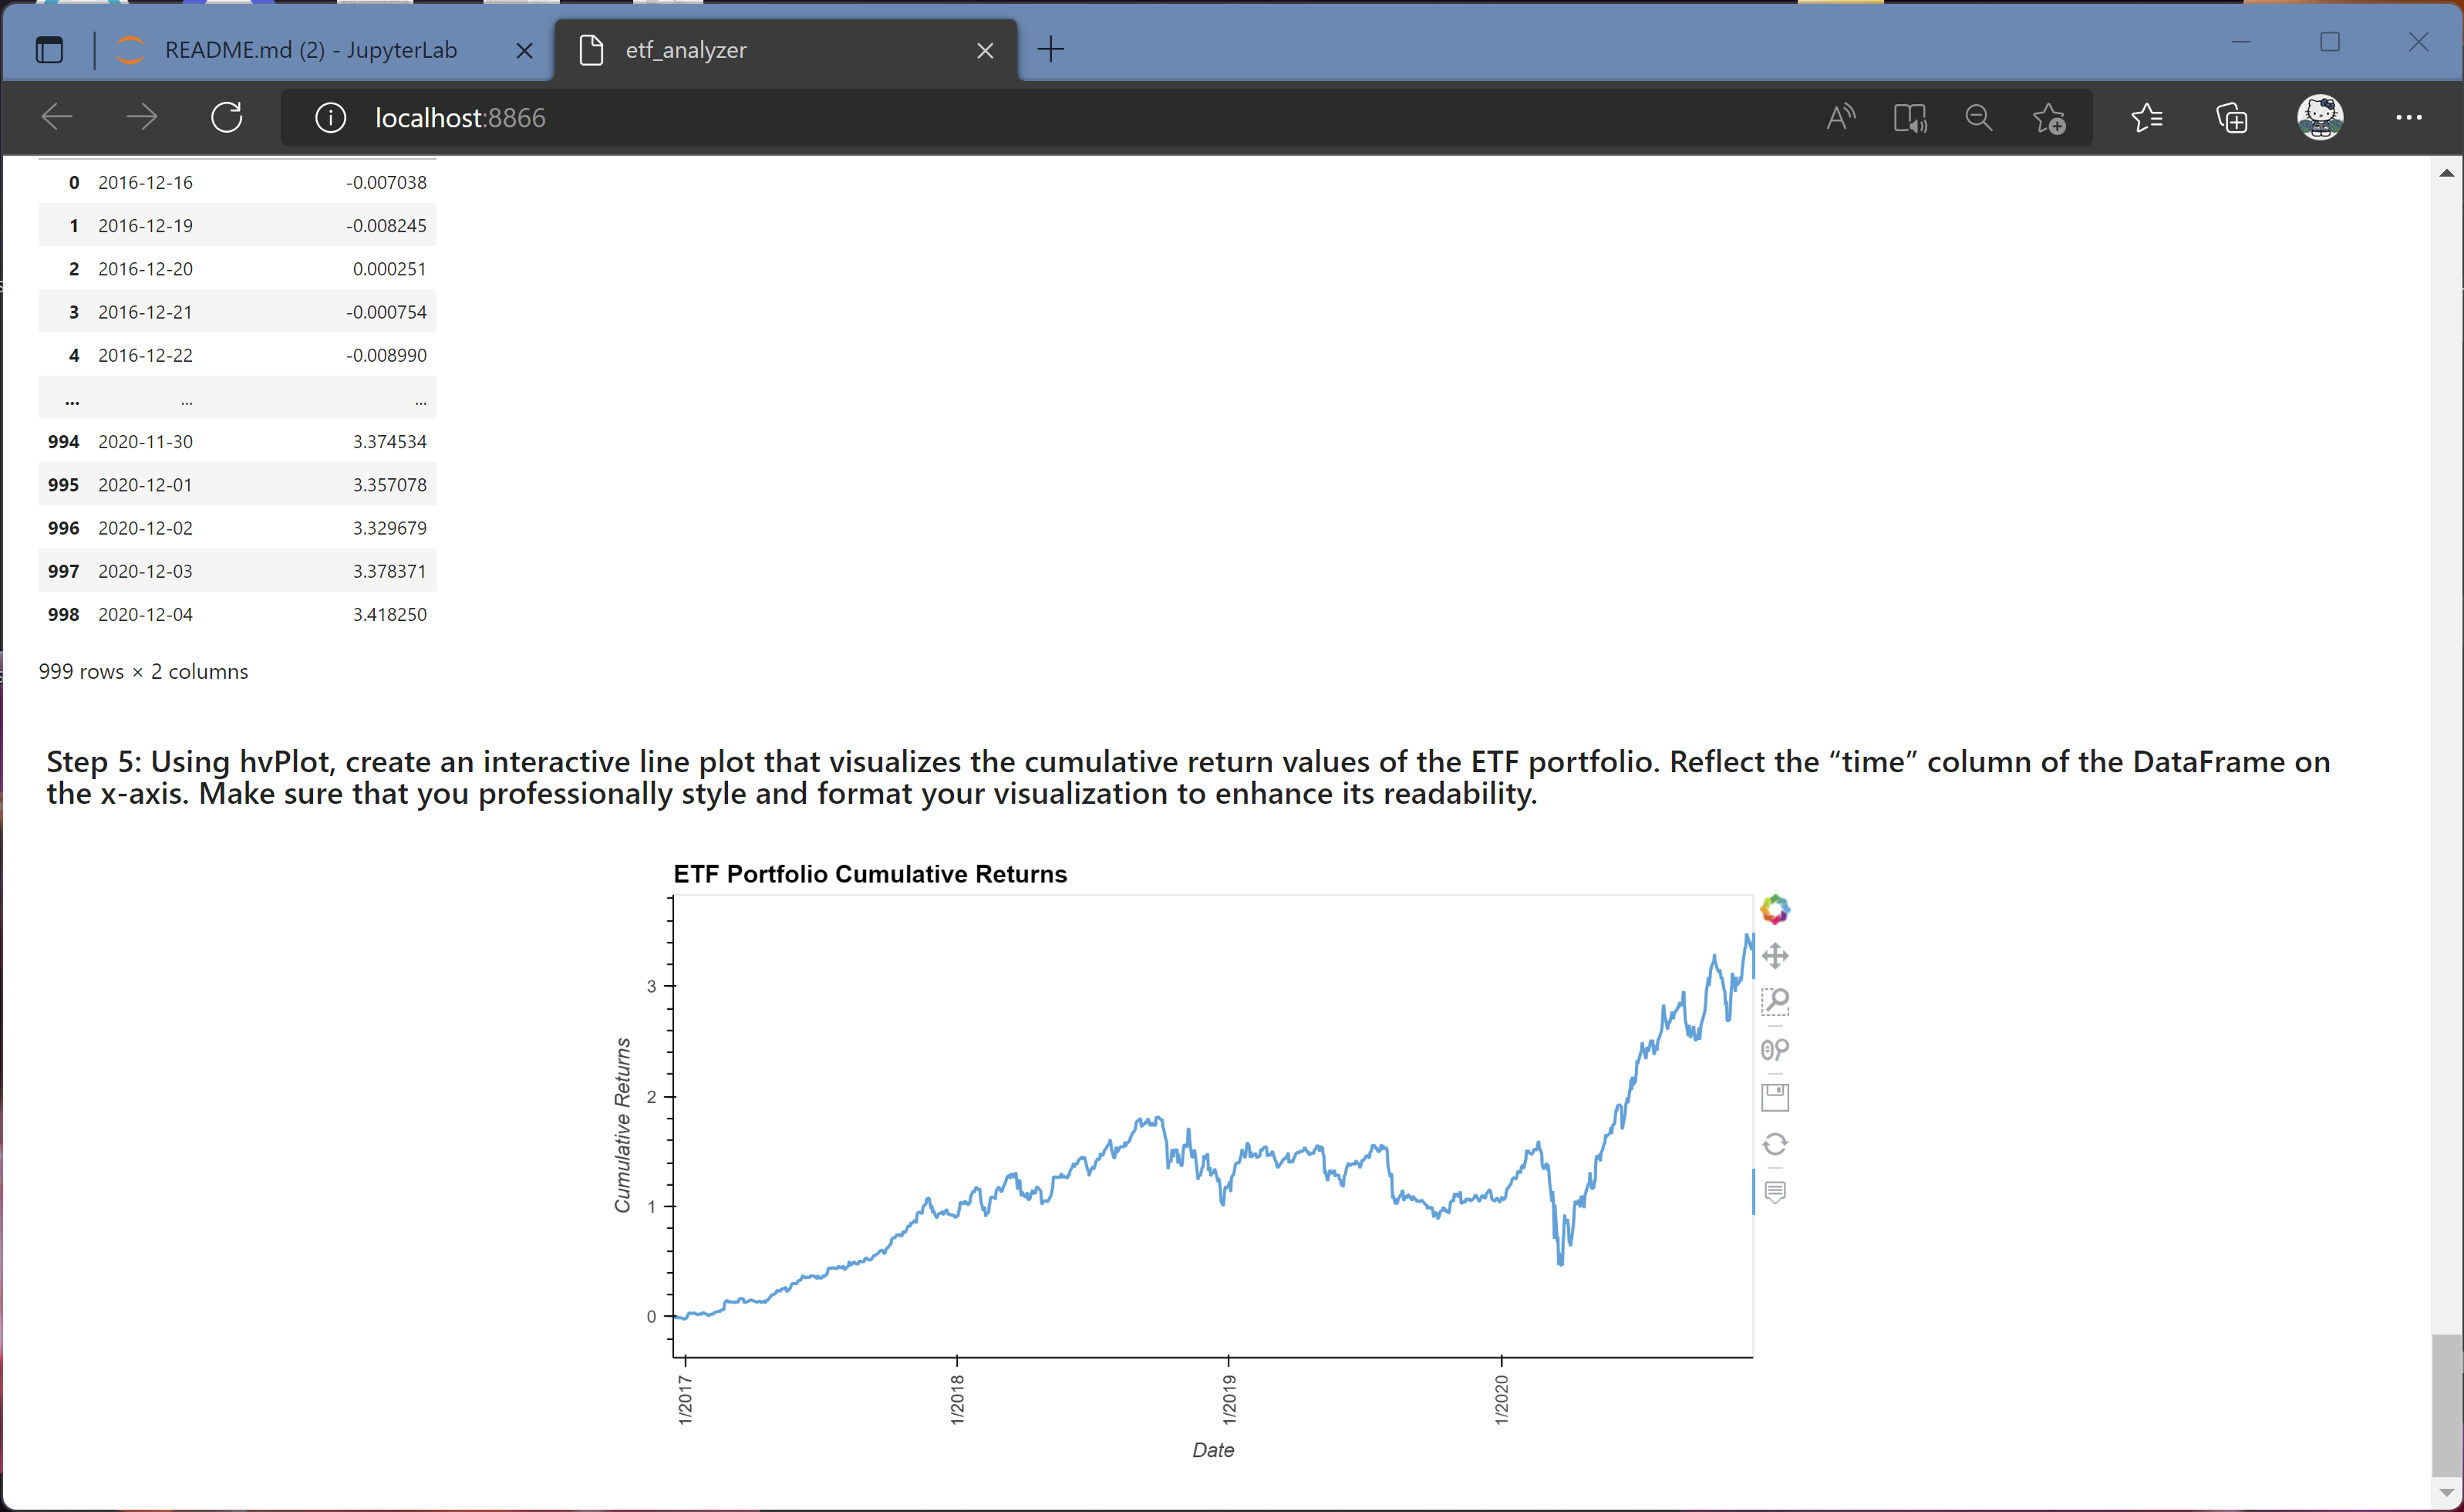 README.md (2) - JupyterLab
etf_analyzer
localhost:8866
0 2016-12-16 -0.007038
1 2016-12-19 -0.008245
2 2016-12-20 0.000251
3 2016-12-21 -0.000754
4 2016-12-22 -0.008990
... ... ...
994 2020-11-30 3.374534
995 2020-12-01 3.357078
996 2020-12-02 3.329679
997 2020-12-03 3.378371
998 2020-12-04 3.418250
999 rows × 2 columns
Step 5: Using hvPlot, create an interactive line plot that visualizes the cumulative return values of the ETF portfolio. Reflect the “time” column of the DataFrame on
the x-axis. Make sure that you professionally style and format your visualization to enhance its readability.
ETF Portfolio Cumulative Returns
Cumulative Returns
3
2
1
0
1/2017
1/2018
1/2019
1/2020
Date